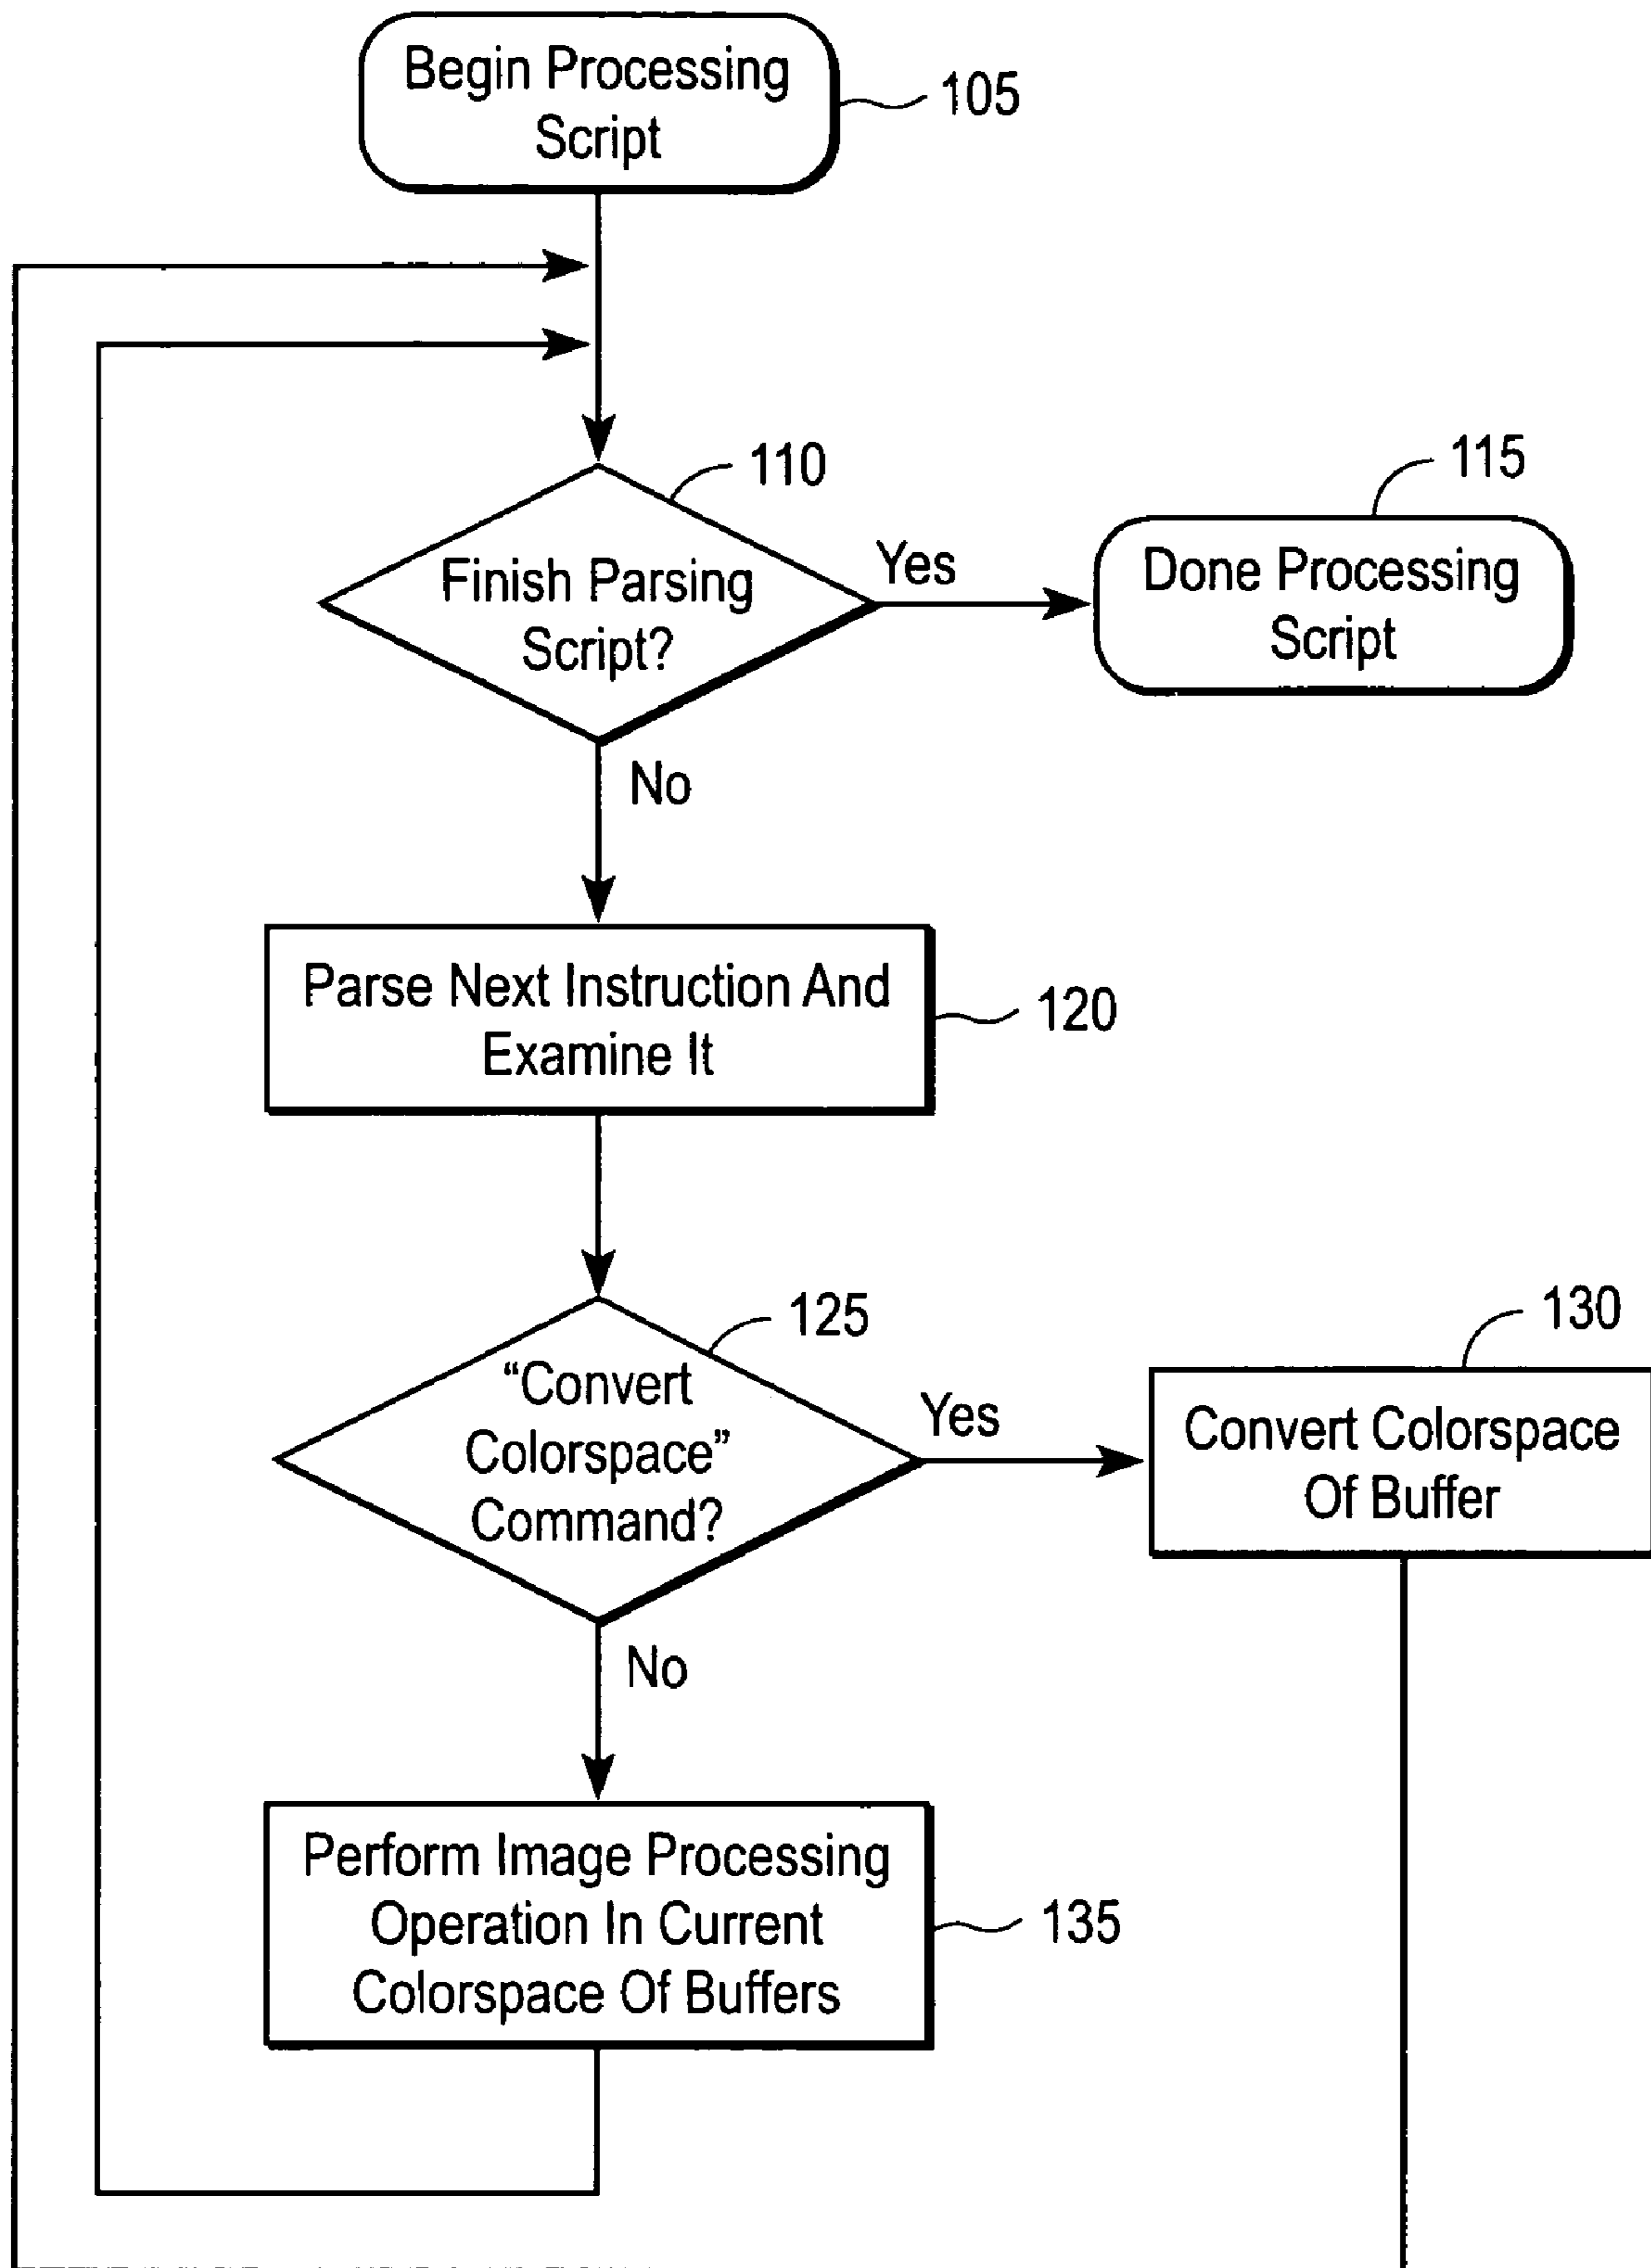 Begin Processing
Script
105
110
Finish Parsing
Script?
Yes
115
Done Processing
Script
No
Parse Next Instruction And
Examine It
120
125
“Convert
Colorspace”
Command?
Yes
130
Convert Colorspace
Of Buffer
No
Perform Image Processing
Operation In Current
Colorspace Of Buffers
135